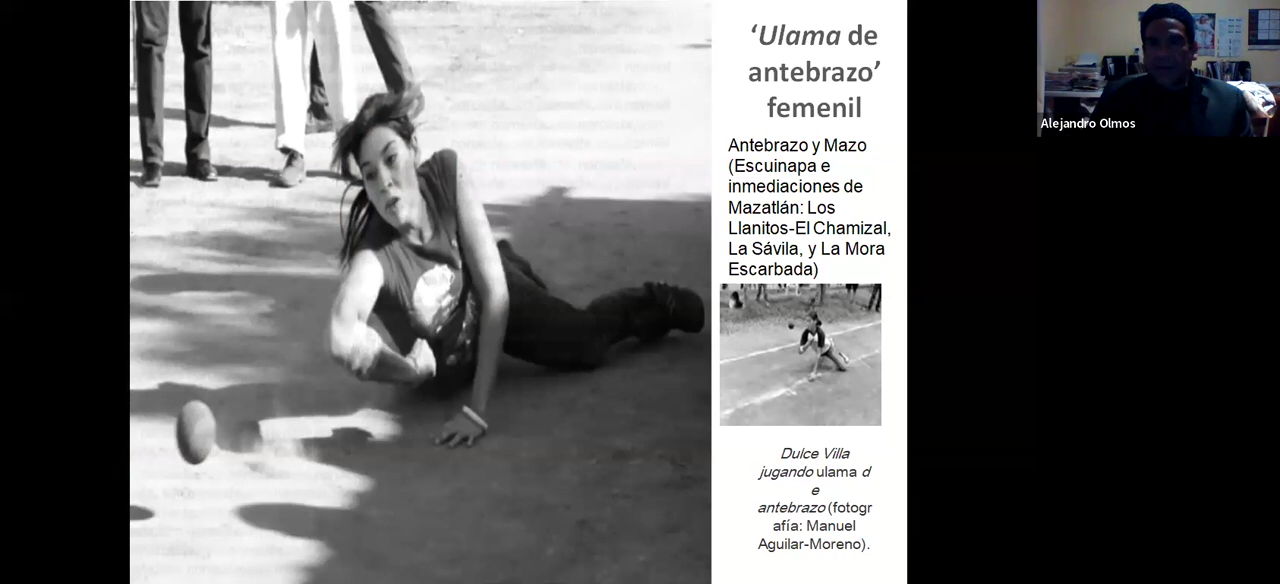 ‘Ulama de
antebrazo’
femenil
Antebrazo y Mazo
(Escuinapa e
inmediaciones de
Mazatlán: Los
Llanitos-El Chamizal,
La Sávila, y La Mora
Escarbada)
Dulce Villa
jugando ulama d
e
antebrazo (fotogr
afía: Manuel
Aguilar-Moreno).
Alejandro Olmos